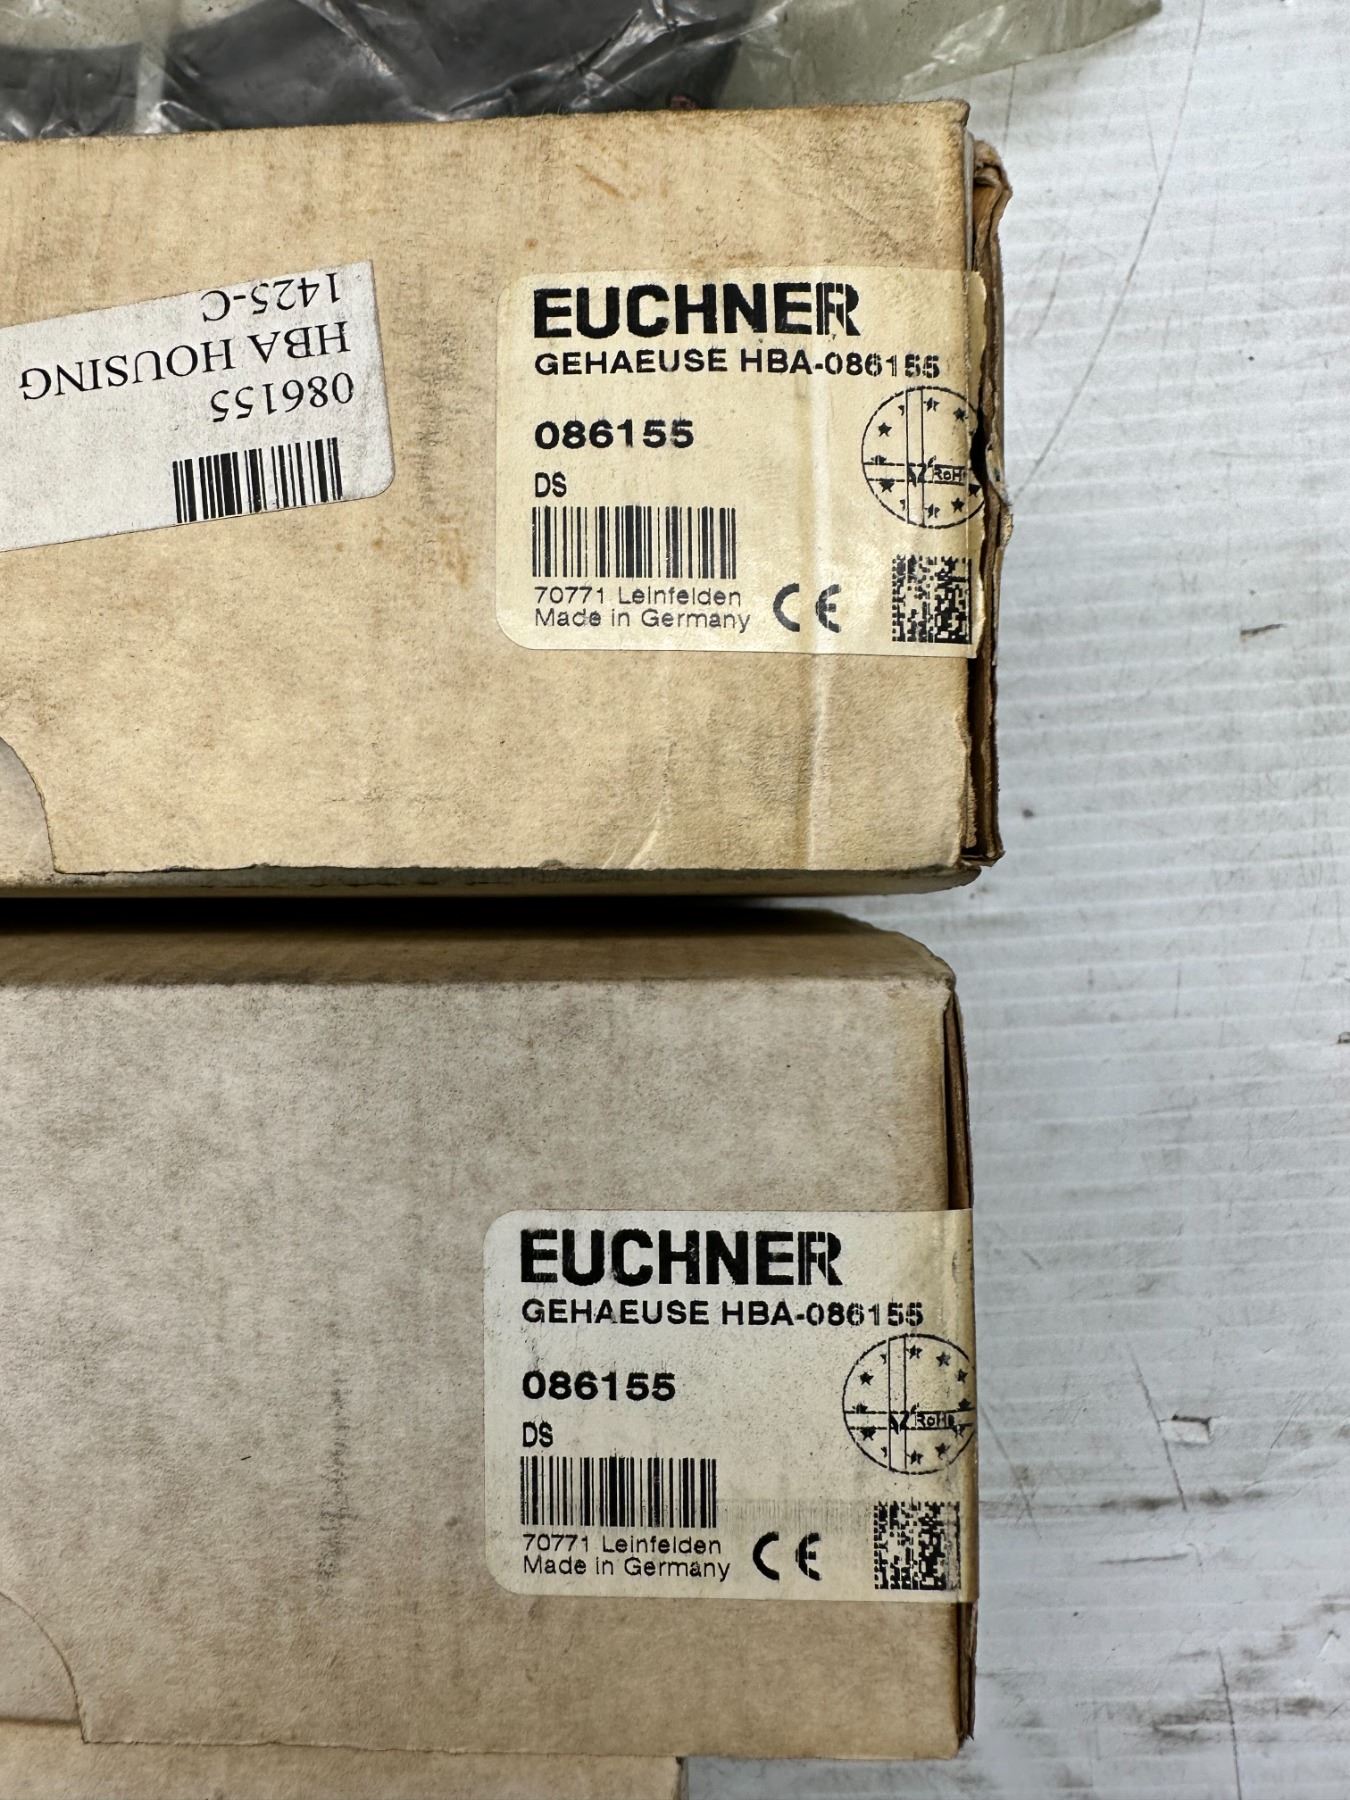 086155
HBA HOUSING
1425-C
EUCHNER
GEHAEUSE HBA-086155
086155
DS
RoHS
70771 Leinfelden
Made in Germany
CE
EUCHNER
GEHAEUSE HBA-086155
086155
DS
RoHS
70771 Leinfelden
Made in Germany
CE